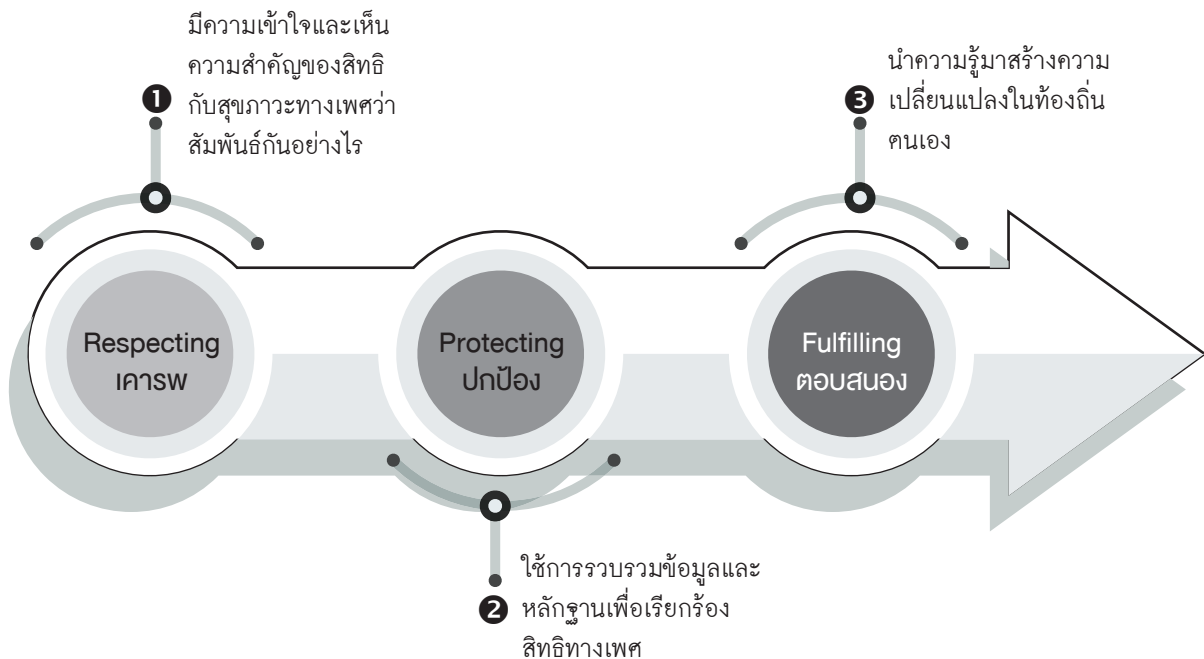 มีความเข้าใจและเห็น
ความสำคัญของสิทธิ
กับสุขภาวะทางเพศว่า
สัมพันธ์กันอย่างไร
1
นำความรู้มาสร้างความ
เปลี่ยนแปลงในท้องถิ่น
ตนเอง
3
Respecting
เคารพ
Protecting
ปกป้อง
Fulfilling
ตอบสนอง
2
ใช้การรวบรวมข้อมูลและ
หลักฐานเพื่อเรียกร้อง
สิทธิทางเพศ